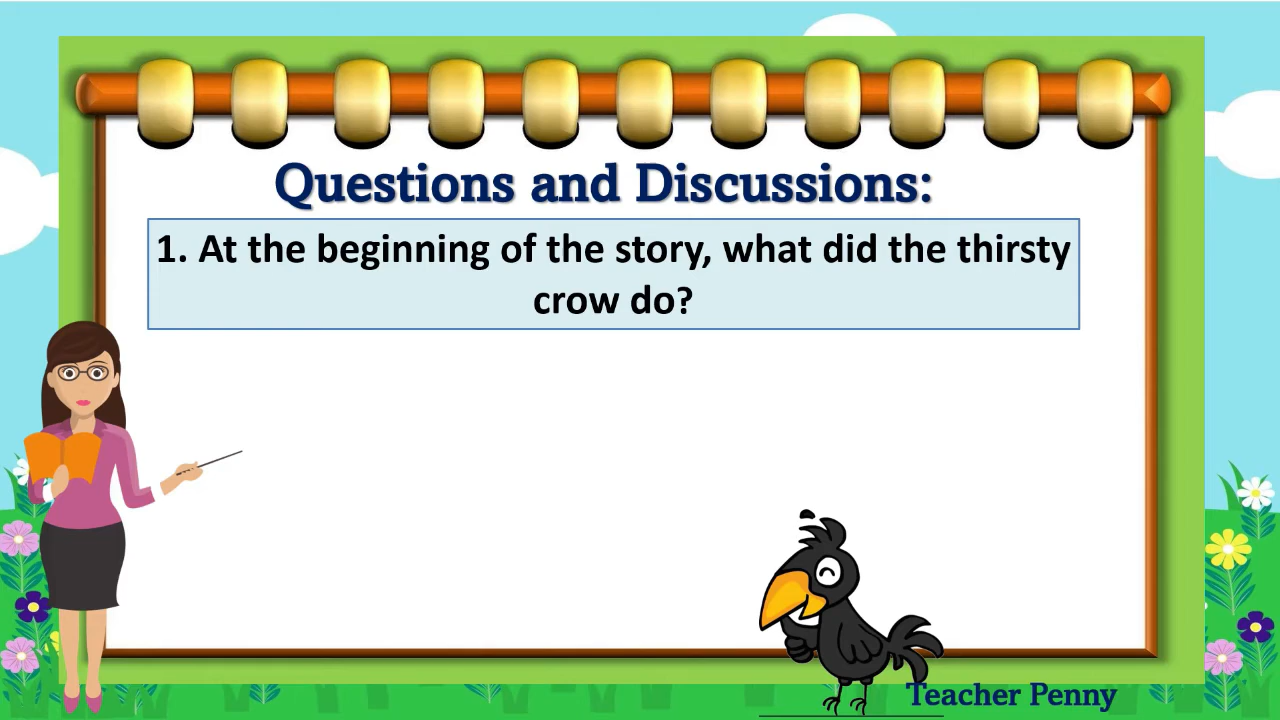 Questions and Discussions:
1. At the beginning of the story, what did the thirsty
crow do?
Teacher Penny